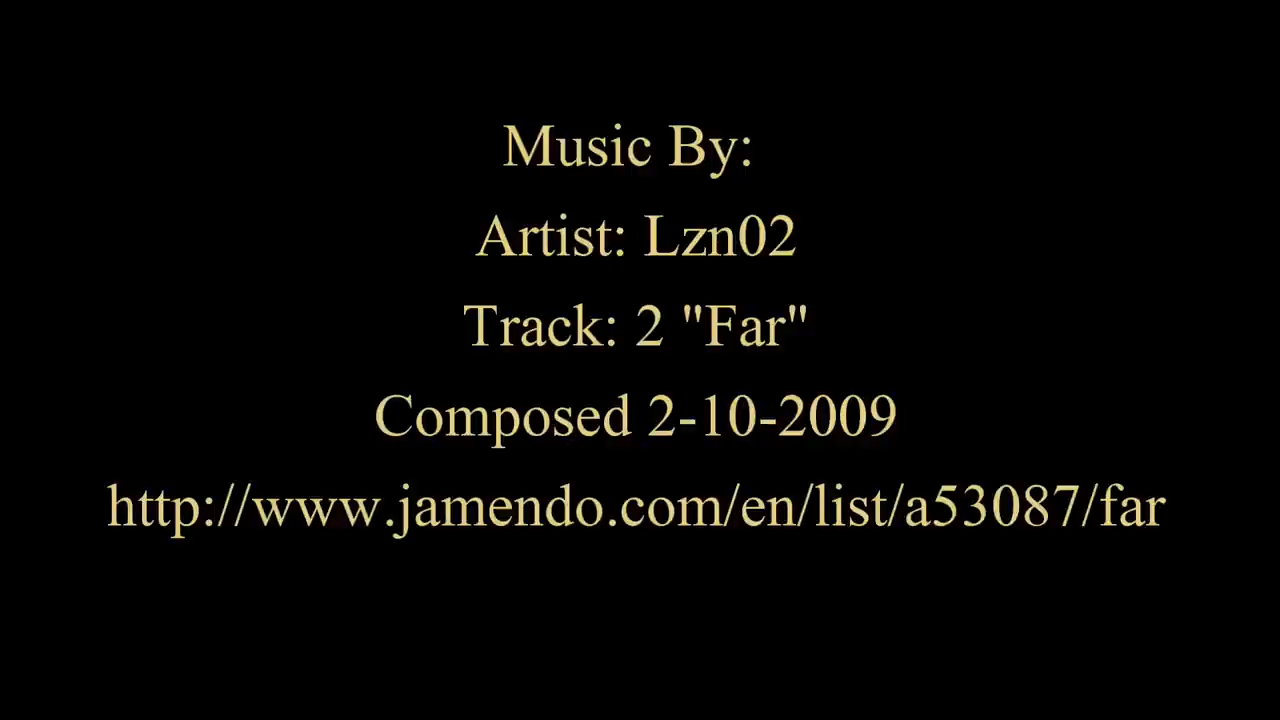 Music By:
Artist: Lzn02
Track: 2 "Far"
Composed 2-10-2009
http://www.jamendo.com/en/list/a53087/far